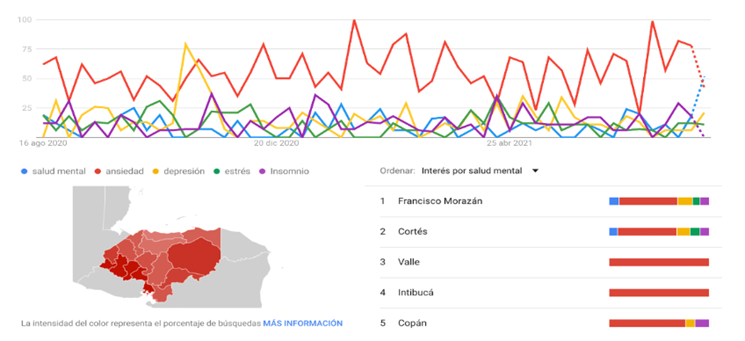 100
75
50
25
16 ago 2020
20 dic 2020
25 abr 2021
salud mental
ansiedad
depresión
estrés
Insomnio
Ordenar: Interés por salud mental
1 Francisco Morazán
2 Cortés
3 Valle
4 Intibucá
5 Copán
La intensidad del color representa el porcentaje de búsquedas MÁS INFORMACIÓN